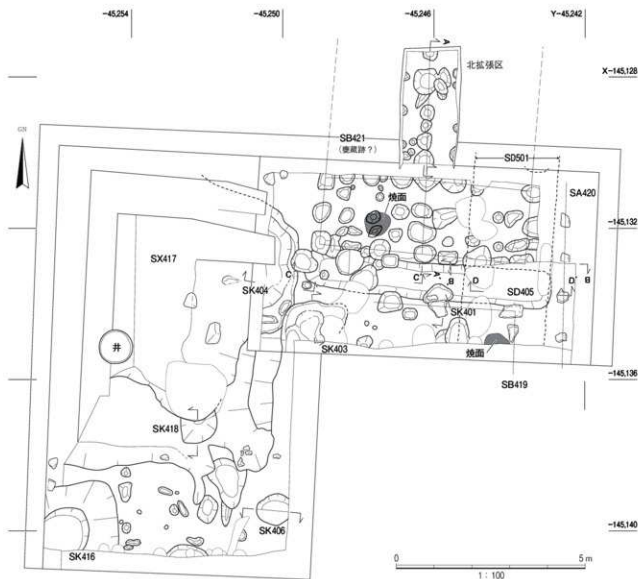 -45,254
-45,250
-45,246
Y-45,242
A
北拡張区
X-145,128
GN
SB421
(甕蔵跡?)
SD501
焼面
SA420
-145,132
SX417
SK404
C
C'
A'
B'
D
D'
B
SD405
SK401
井
SK403
焼面
-145,136
SB419
SK418
SK406
SK416
-145,140
0
5 m
1: 100